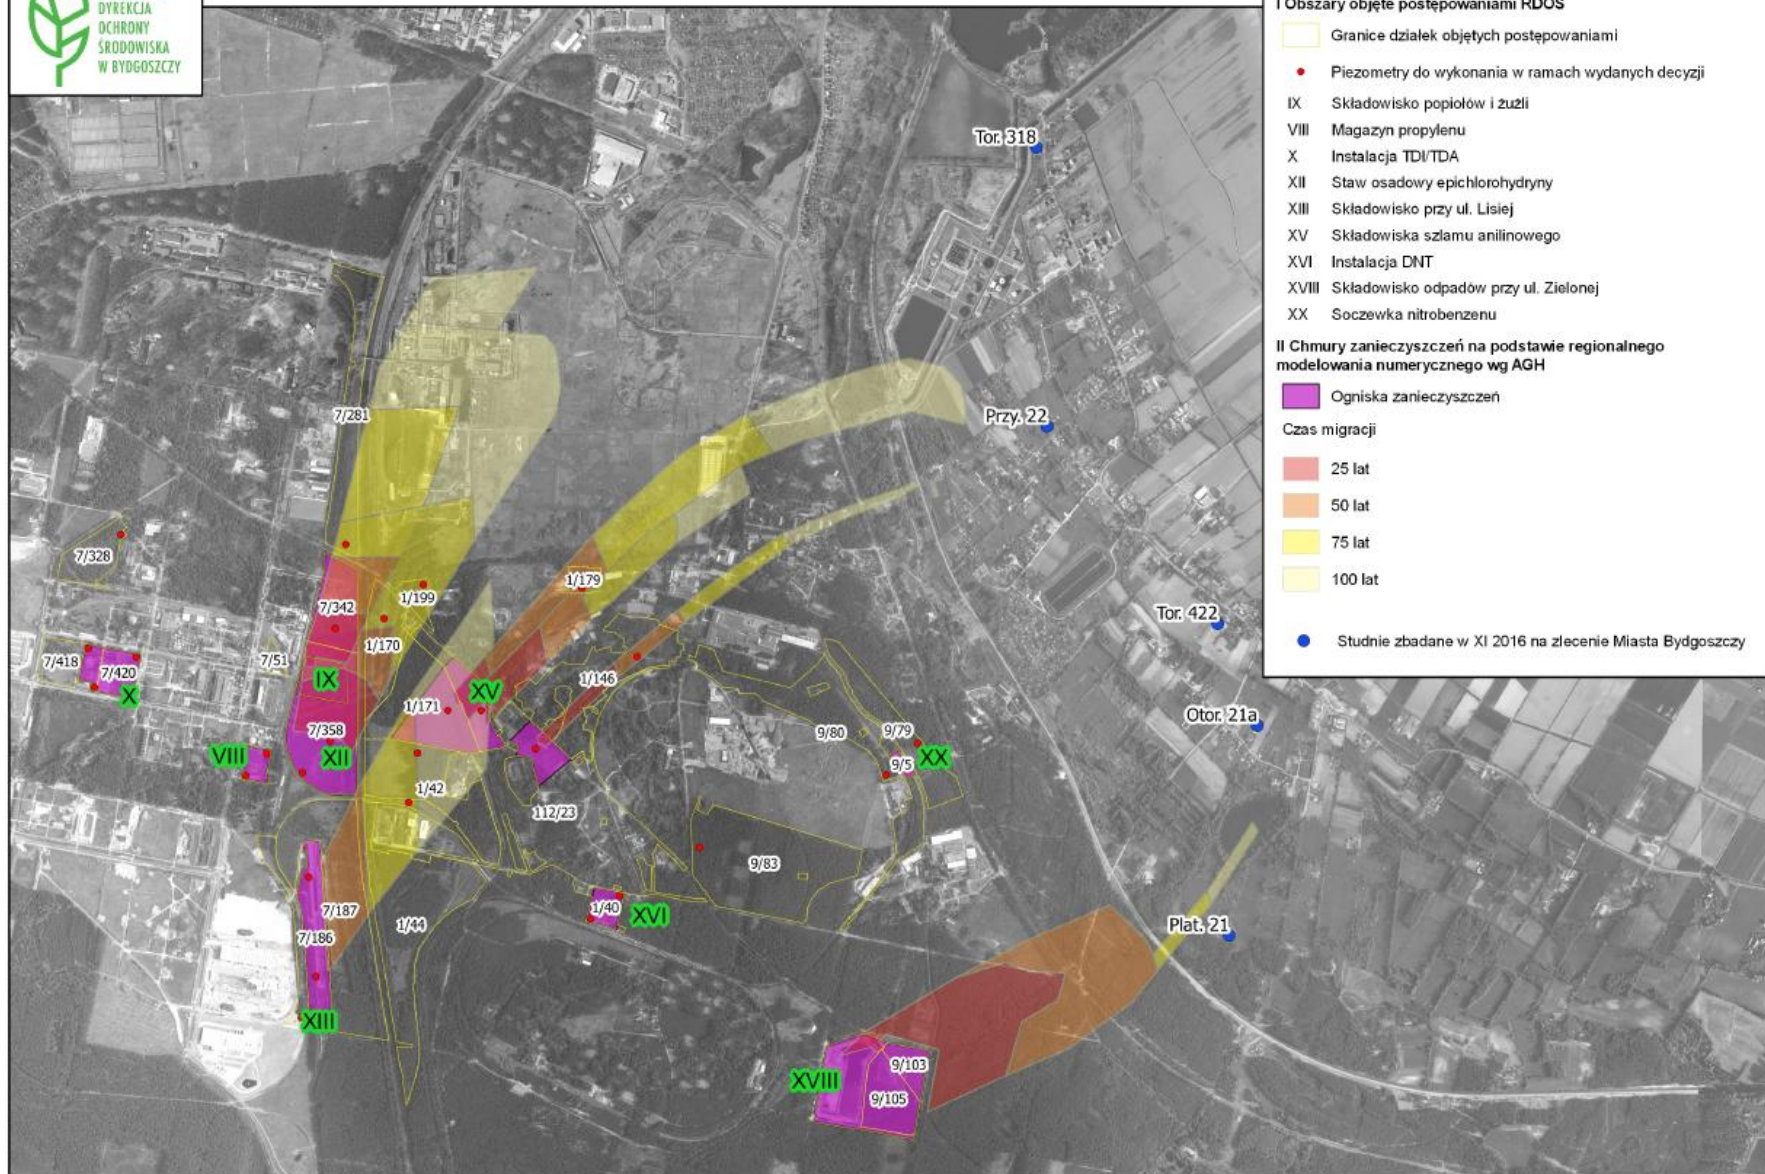 DYREKCJA
OCHRONY
ŚRODOWISKA
W BYDGOSZCZY
I Obszary objęte postępowaniami RDOŚ
Granice działek objętych postępowaniami
Piezometry do wykonania w ramach wydanych decyzji
IX Składowisko popiołów i żużli
VIII Magazyn propylenu
X Instalacja TDI/TDA
XII Staw osadowy epichlorohydryny
XIII Składowisko przy ul. Lisiej
XV Składowiska szlamu anilinowego
XVI Instalacja DNT
XVIII Składowisko odpadów przy ul. Zielonej
XX Soczewka nitrobenzenu
II Chmury zanieczyszczeń na podstawie regionalnego
modelowania numerycznego wg AGH
Ogniska zanieczyszczeń
Czas migracji
25 lat
50 lat
75 lat
100 lat
Studnie zbadane w XI 2016 na zlecenie Miasta Bydgoszczy
Tor. 318
7/281
Przy. 22
7/328
1/179
1/199
7/342
Tor. 422
1/170
7/418
7/51
7/420
1/146
IX
X
XV
1/171
Otor. 21a
7/358
9/80
9/79
VIII
XII
XX
9/5
1/42
112/23
9/83
7/187
1/40
XVI
1/44
Plat. 21
7/186
XIII
9/103
XVIII
9/105